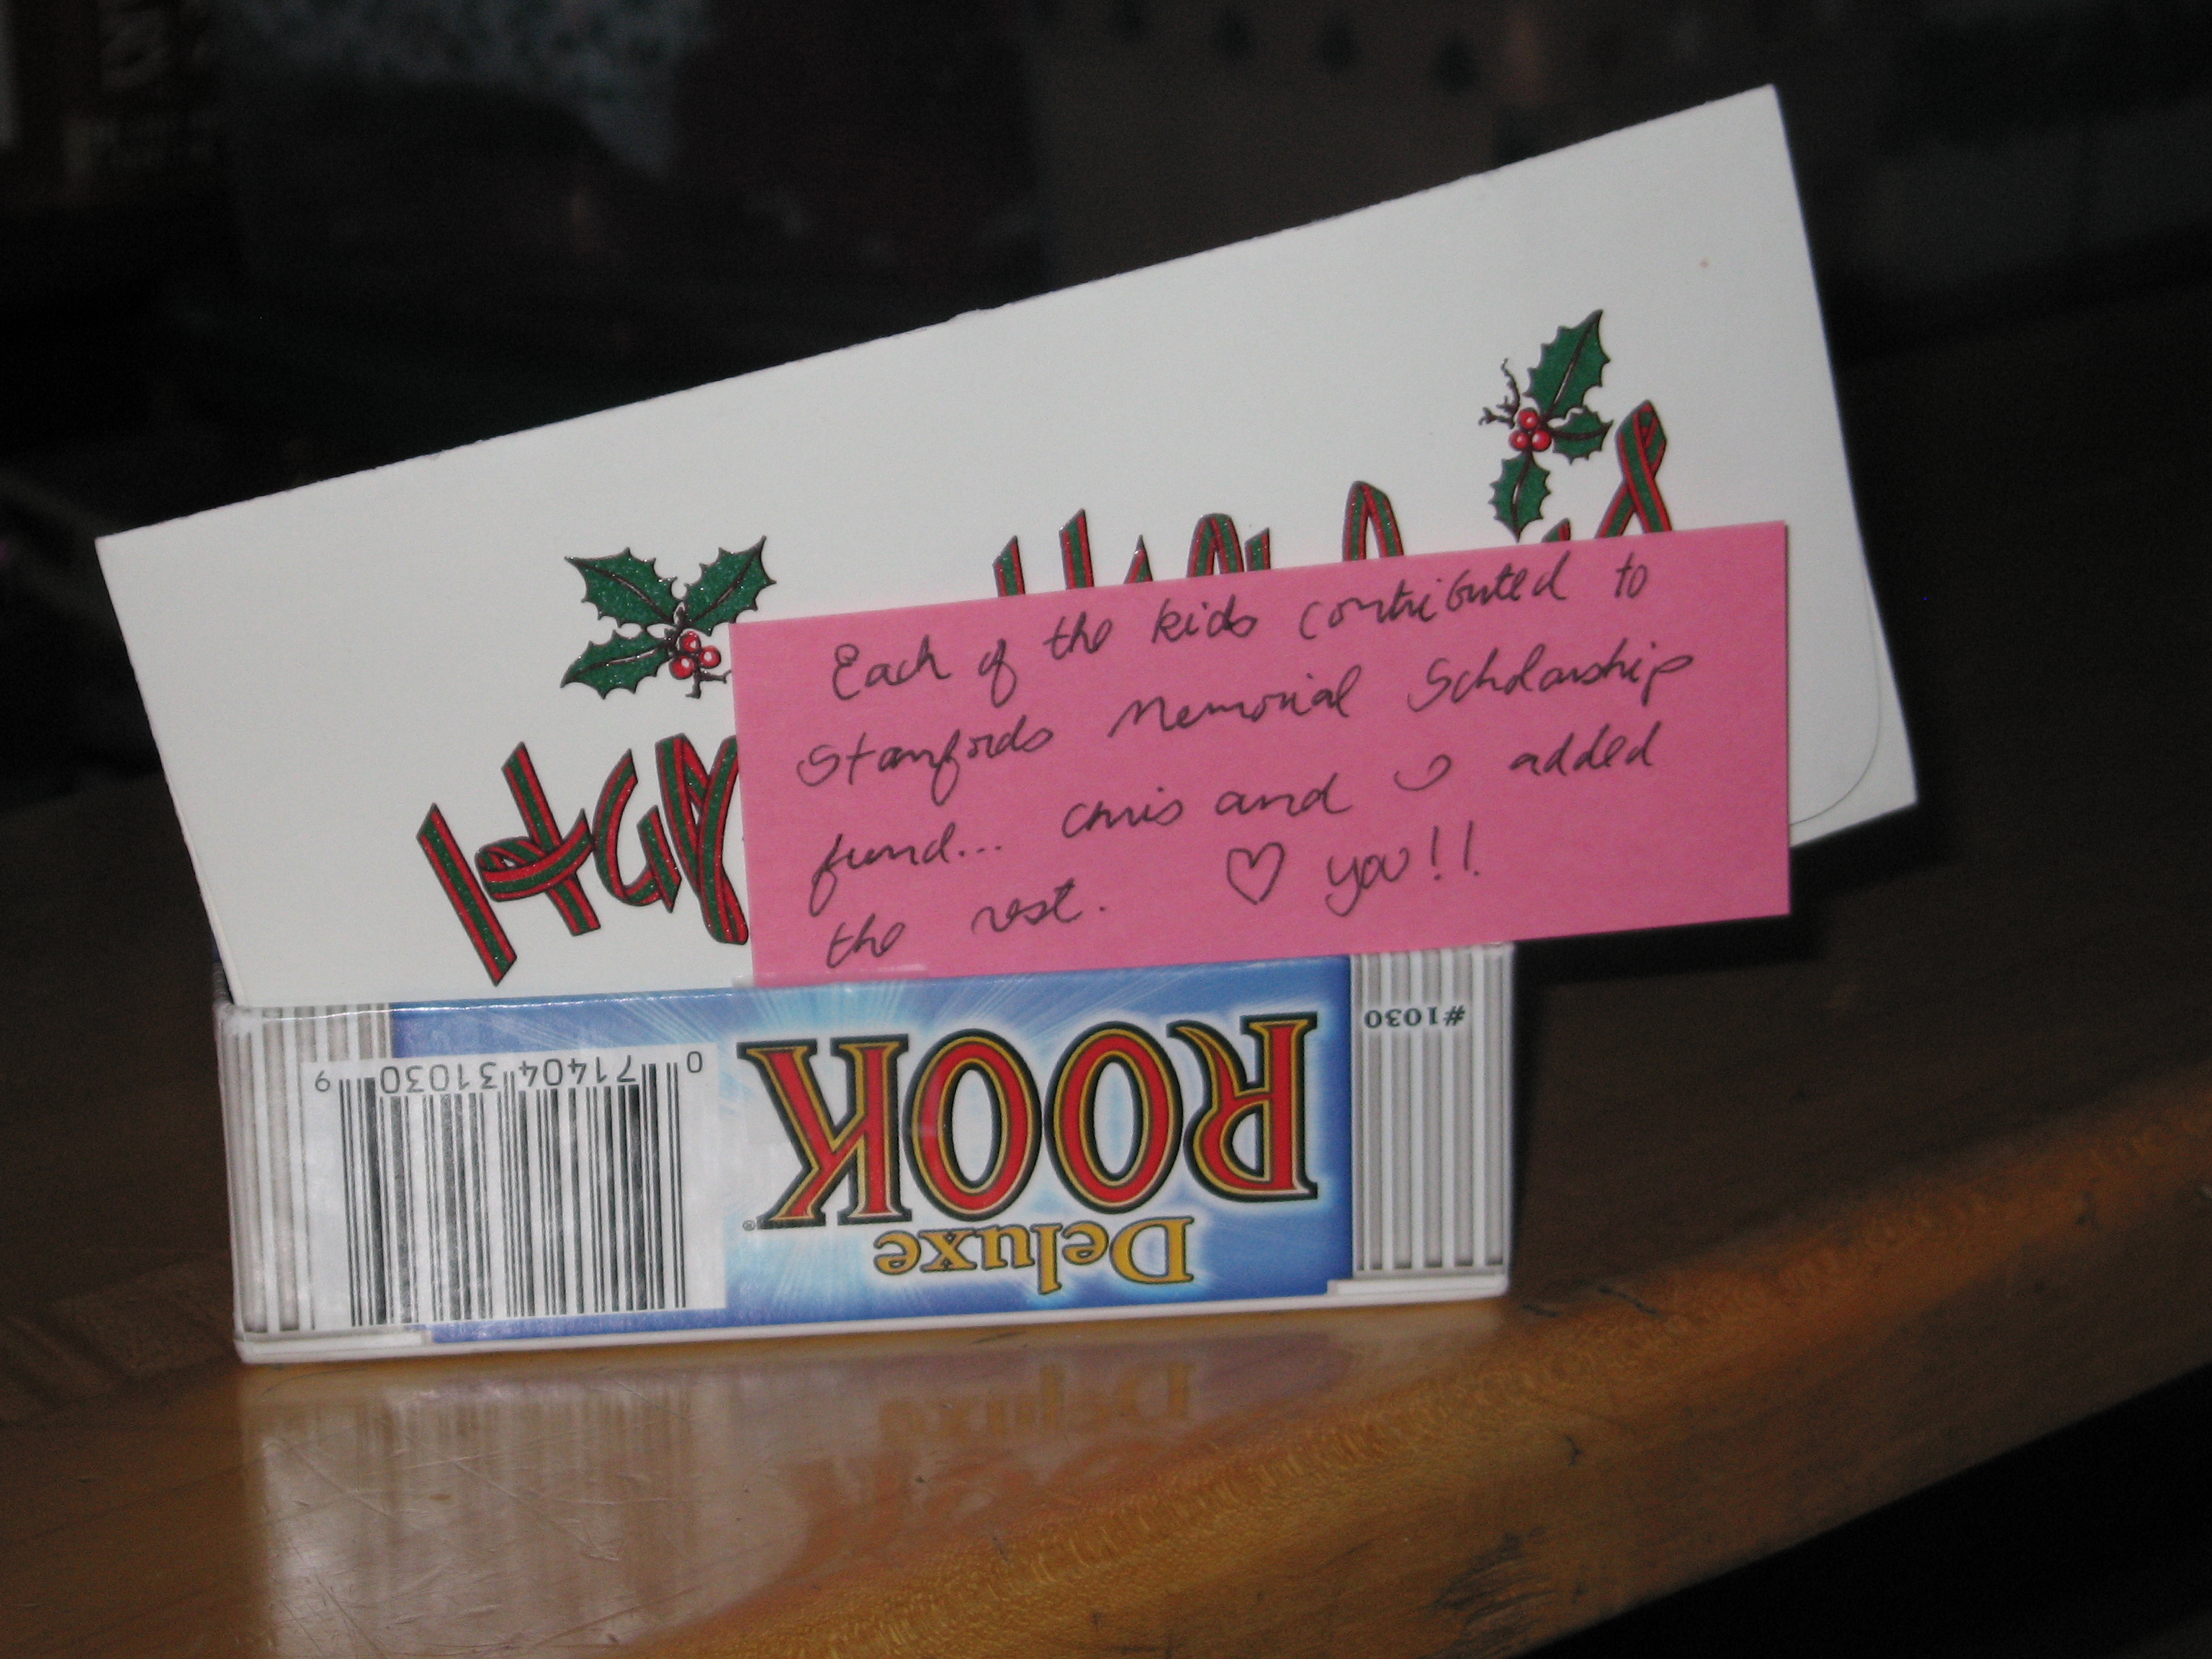 Each of the kids contributed to
Stanfords Memorial Scholarship
fund... Chris and I added
the rest. ♡ you!!
#1030
ROOK
Deluxe
0 71404 31030 9